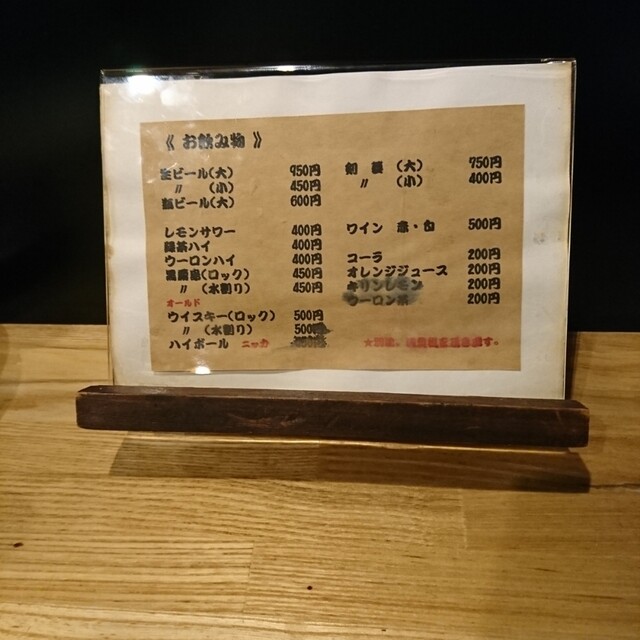 《 お飲み物 》
生ビール(大) 950円
〃 (小) 450円
瓶ビール(大) 600円
レモンサワー 400円
緑茶ハイ 400円
ウーロンハイ 400円
黒霧島(ロック) 450円
〃 (水割り) 450円
オールド
ウイスキー(ロック) 500円
〃 (水割り) 500円
ハイボール ニッカ
(大) 750円
〃 (小) 400円
ワイン 赤・白 500円
コーラ 200円
オレンジジュース 200円
キリンレモン 200円
ウーロン茶 200円